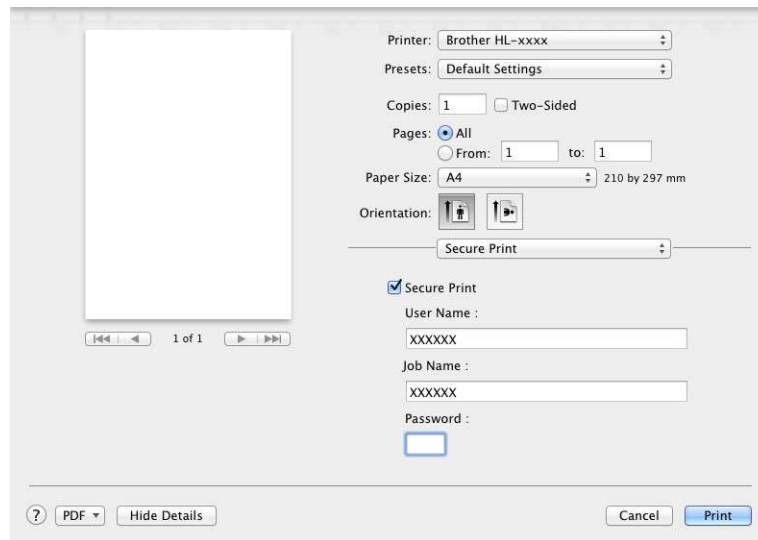 Printer: Brother HL-xxxx
Presets: Default Settings
Copies: 1 Two-Sided
Pages: All
From: 1 to: 1
Paper Size: A4 210 by 297 mm
Orientation:
Secure Print
Secure Print
User Name :
XXXXXX
Job Name :
XXXXXX
Password :
1 of 1
? PDF Hide Details Cancel Print